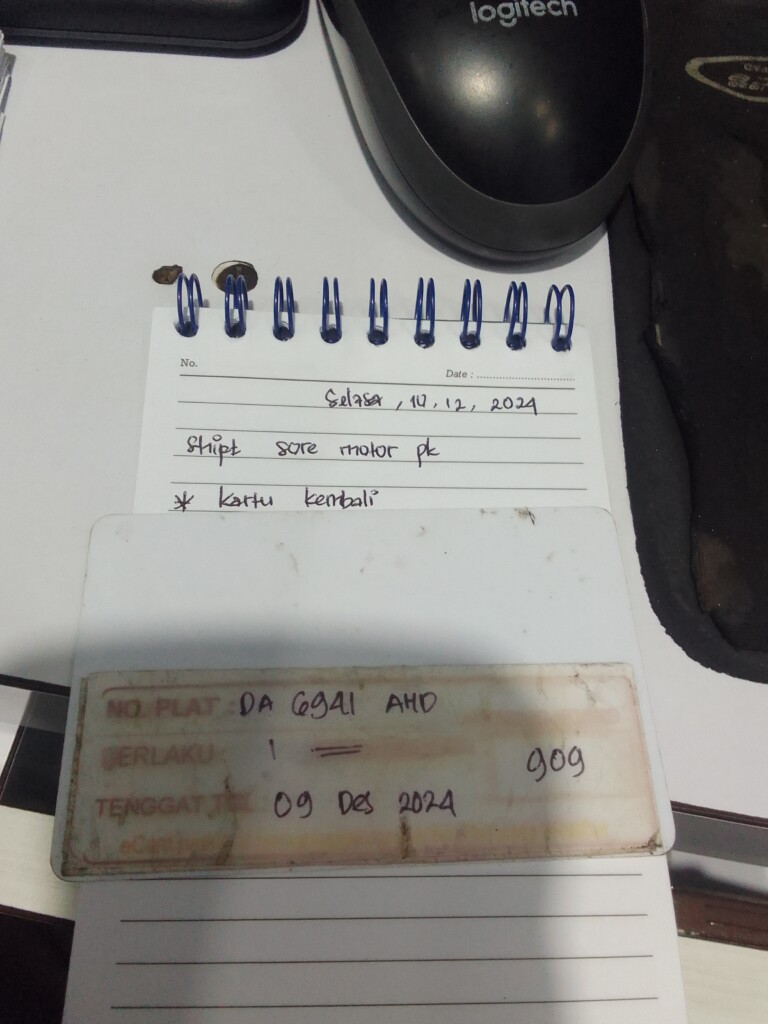 logitech
No.
Date :
Selasa , 10 . 12 . 2024
Shipt sore motor pk
* kartu kembali
NO. PLAT : DA 6941 AHD
BERLAKU : 1 =
909
TENGGAT TGL 09 Des 2024